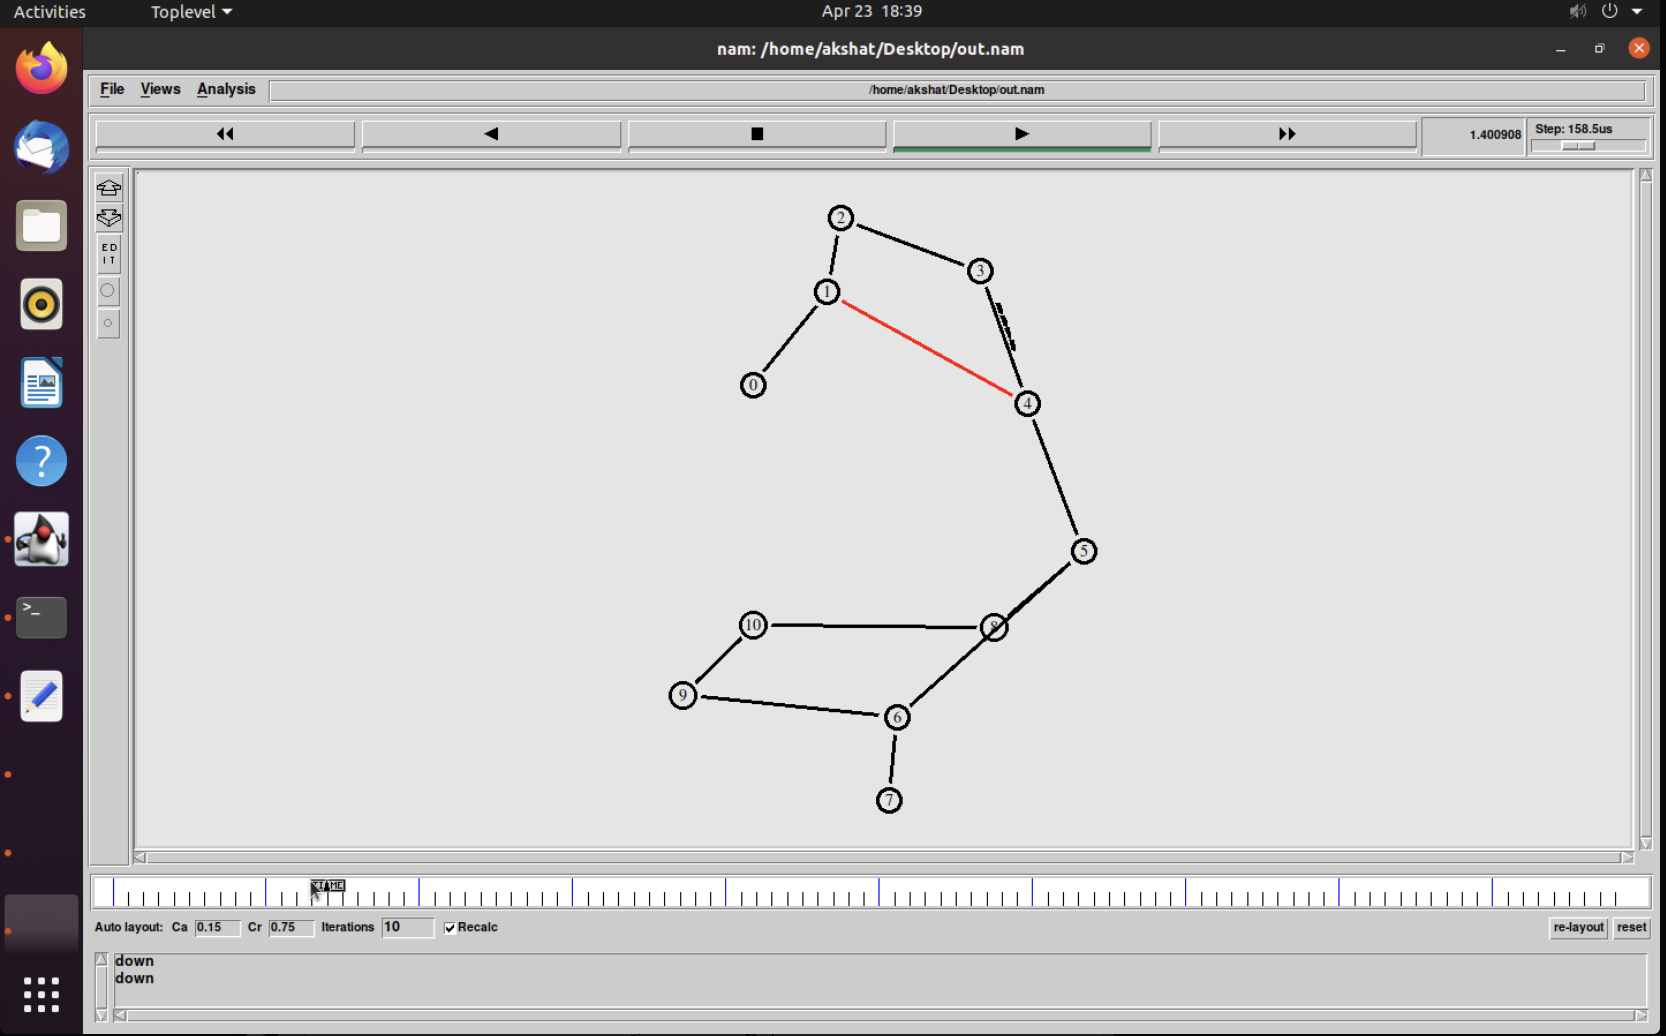 Activities Toplevel Apr 23 18:39
nam: /home/akshat/Desktop/out.nam
File Views Analysis /home/akshat/Desktop/out.nam
1.400908 Step: 158.5us
ED
IT
2
3
1
0
4
5
10
8
9
6
7
TIME
Auto layout: Ca 0.15 Cr 0.75 Iterations 10 Recalc re-layout reset
down
down